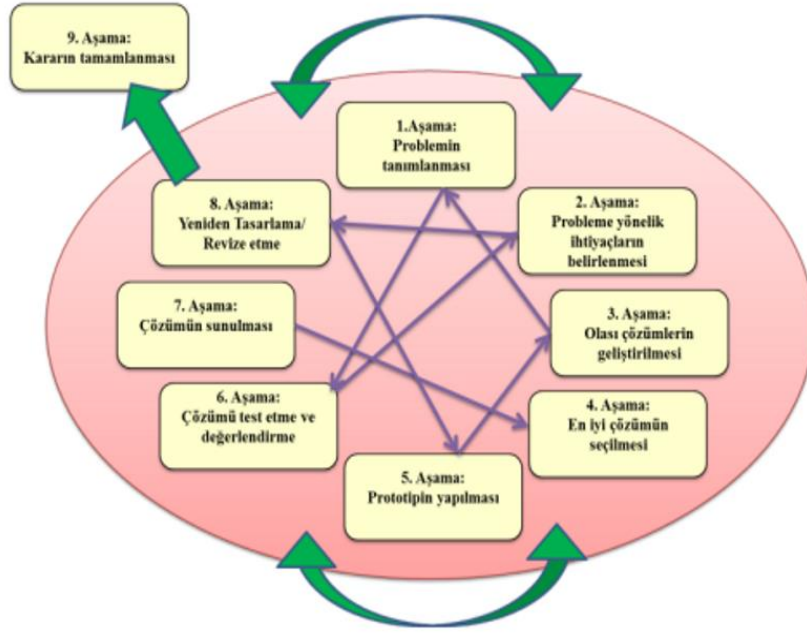 9. Aşama:
Kararın tamamlanması
1.Aşama:
Problemin
tanımlanması
2. Aşama:
Probleme yönelik
ihtiyaçların
belirlenmesi
3. Aşama:
Olası çözümlerin
geliştirilmesi
4. Aşama:
En iyi çözümün
seçilmesi
5. Aşama:
Prototipin yapılması
6. Aşama:
Çözümü test etme ve
değerlendirme
7. Aşama:
Çözümün sunulması
8. Aşama:
Yeniden Tasarlama/
Revize etme